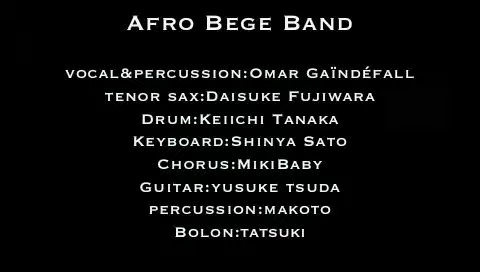 Afro Bege Band
vocal&percussion:Omar Gaïndéfall
tenor sax:Daisuke Fujiwara
Drum:Keiichi Tanaka
Keyboard:Shinya Sato
Chorus:MikiBaby
Guitar:yusuke tsuda
percussion:makoto
Bolon:tatsuki